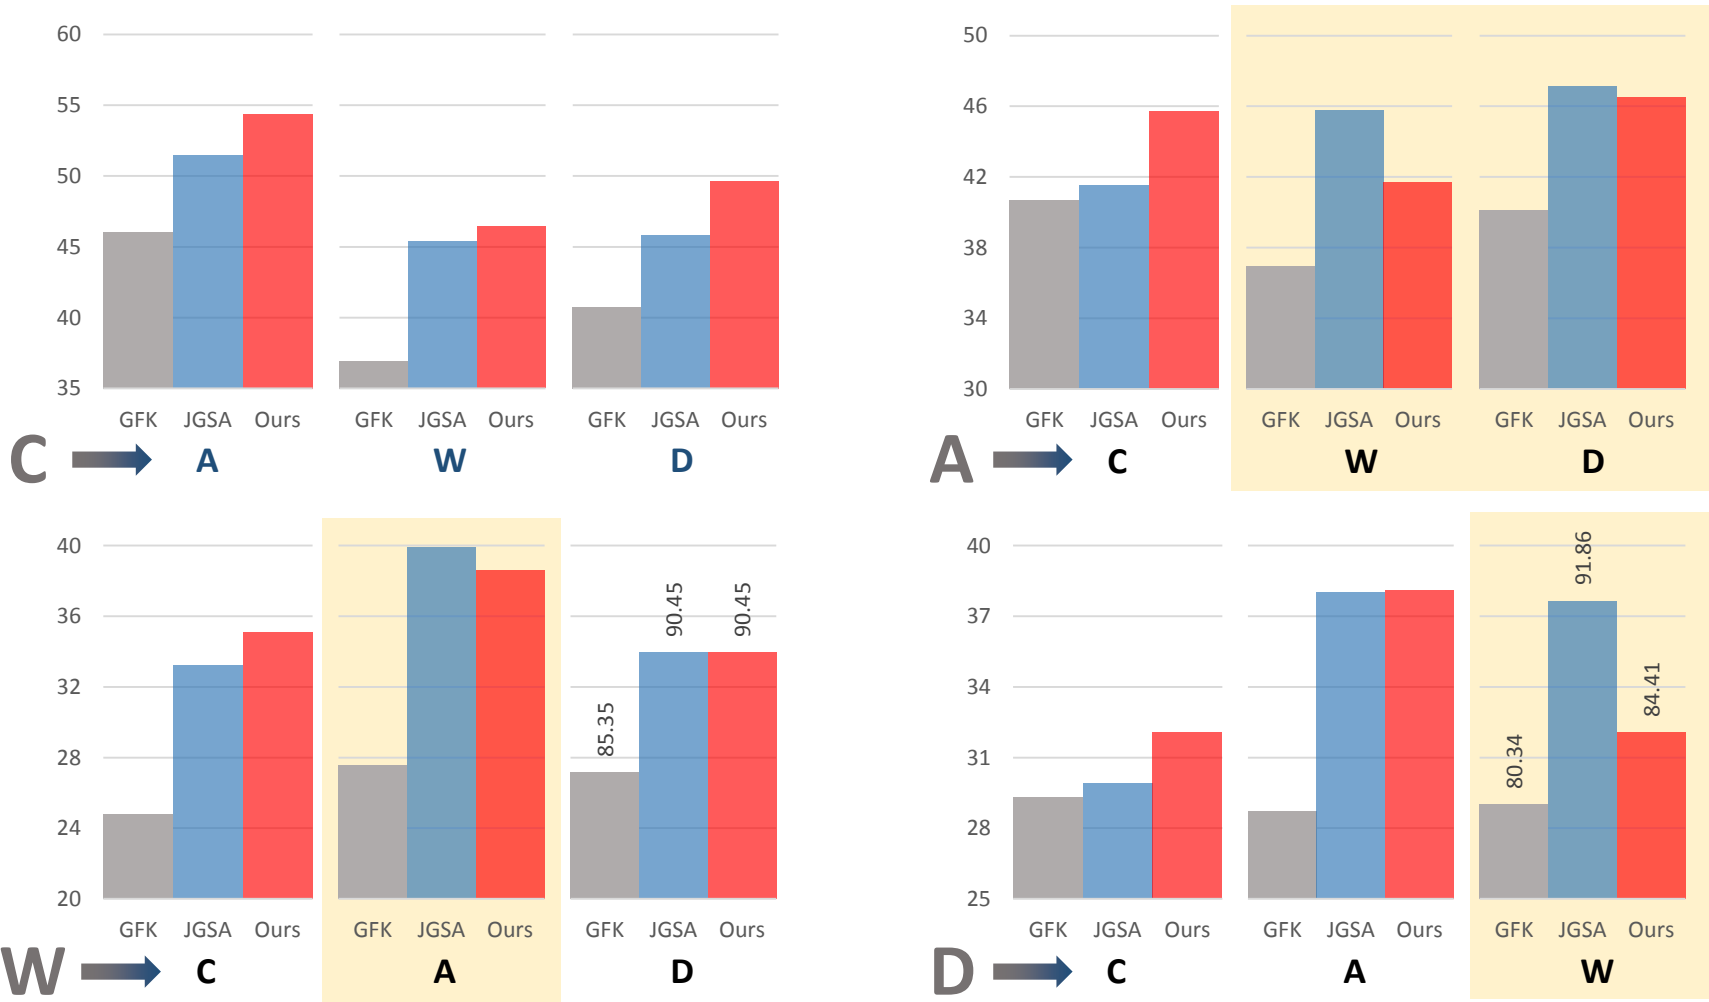 60
55
50
45
40
35
GFK JGSA Ours GFK JGSA Ours GFK JGSA Ours
C A W D
50
46
42
38
34
30
GFK JGSA Ours GFK JGSA Ours GFK JGSA Ours
A C W D
40
36
32
28
24
20
85.35 90.45 90.45
GFK JGSA Ours GFK JGSA Ours GFK JGSA Ours
W C A D
40
37
34
31
28
25
80.34 91.86 84.41
GFK JGSA Ours GFK JGSA Ours GFK JGSA Ours
D C A W